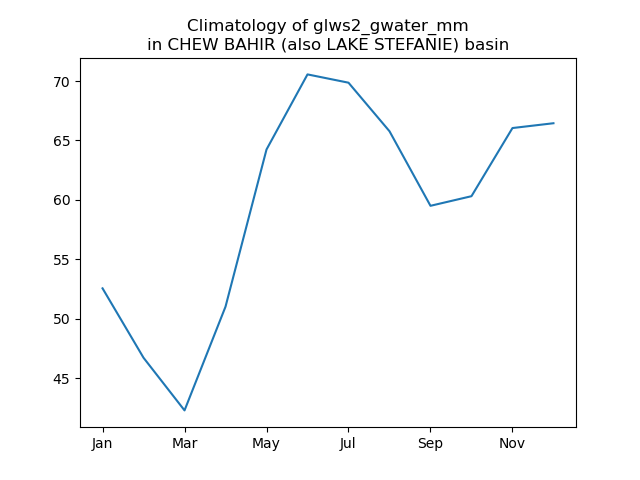 Climatology of glws2_gwater_mm
in CHEW BAHIR (also LAKE STEFANIE) basin
70
65
60
55
50
45
Jan Mar May Jul Sep Nov